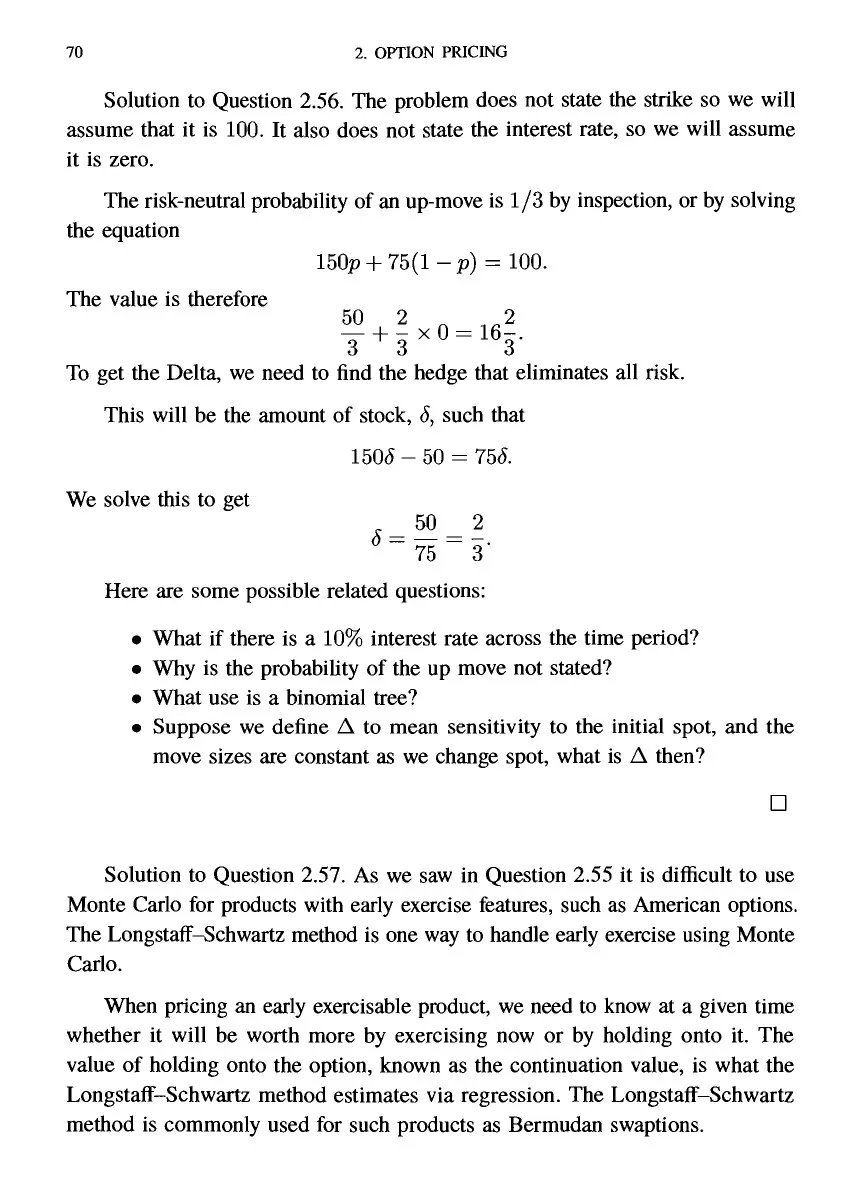 70 2. OPTION PRICING
Solution to Question 2.56. The problem does not state the strike so we will
assume that it is 100. It also does not state the interest rate, so we will assume
it is zero.
The risk-neutral probability of an up-move is 1/3 by inspection, or by solving
the equation
150p + 75(1 − p) = 100.
The value is therefore
50/3 + 2/3 × 0 = 16 2/3.
To get the Delta, we need to find the hedge that eliminates all risk.
This will be the amount of stock, δ, such that
150δ − 50 = 75δ.
We solve this to get
δ = 50/75 = 2/3.
Here are some possible related questions:
• What if there is a 10% interest rate across the time period?
• Why is the probability of the up move not stated?
• What use is a binomial tree?
• Suppose we define Δ to mean sensitivity to the initial spot, and the
move sizes are constant as we change spot, what is Δ then?
□
Solution to Question 2.57. As we saw in Question 2.55 it is difficult to use
Monte Carlo for products with early exercise features, such as American options.
The Longstaff–Schwartz method is one way to handle early exercise using Monte
Carlo.
When pricing an early exercisable product, we need to know at a given time
whether it will be worth more by exercising now or by holding onto it. The
value of holding onto the option, known as the continuation value, is what the
Longstaff–Schwartz method estimates via regression. The Longstaff–Schwartz
method is commonly used for such products as Bermudan swaptions.